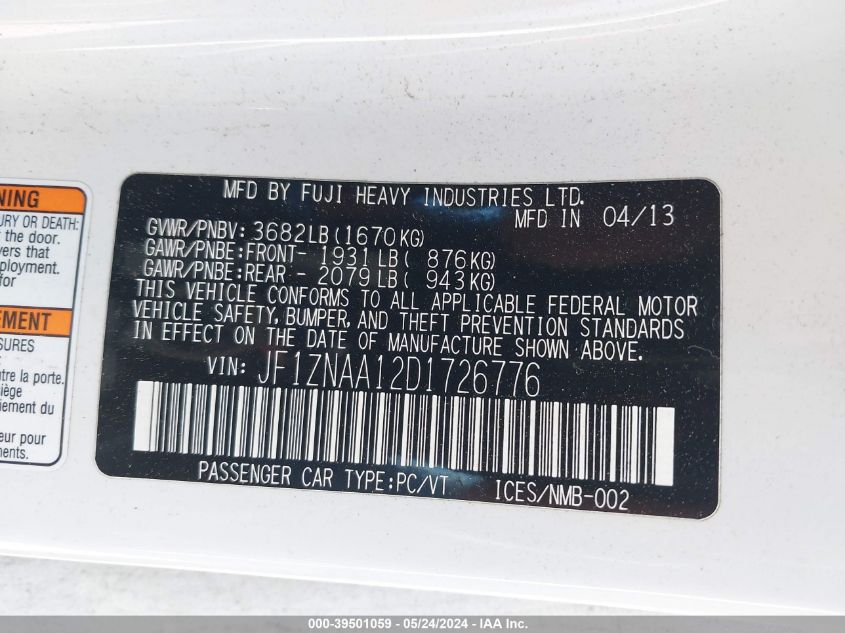 NING
URY OR DEATH:
the door.
vers that
ployment.
for
EMENT
SURES
tre la porte.
iège
iement du
eur pour
ments.
MFD BY FUJI HEAVY INDUSTRIES LTD.
MFD IN 04/13
GVWR/PNBV: 3682LB(1670KG)
GAWR/PNBE:FRONT- 1931LB( 876KG)
GAWR/PNBE:REAR - 2079LB( 943KG)
THIS VEHICLE CONFORMS TO ALL APPLICABLE FEDERAL MOTOR
VEHICLE SAFETY, BUMPER, AND THEFT PREVENTION STANDARDS
IN EFFECT ON THE DATE OF MANUFACTURE SHOWN ABOVE.
VIN: JF1ZNAA12D1726776
PASSENGER CAR TYPE:PC/VT ICES/NMB-002
000-39501059 - 05/24/2024 - IAA Inc.